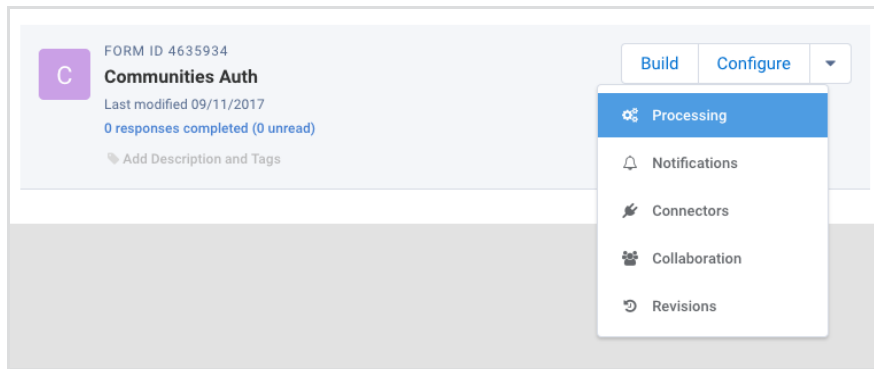 C
FORM ID 4635934
Communities Auth
Last modified 09/11/2017
0 responses completed (0 unread)
Add Description and Tags
Build Configure
Processing
Notifications
Connectors
Collaboration
Revisions